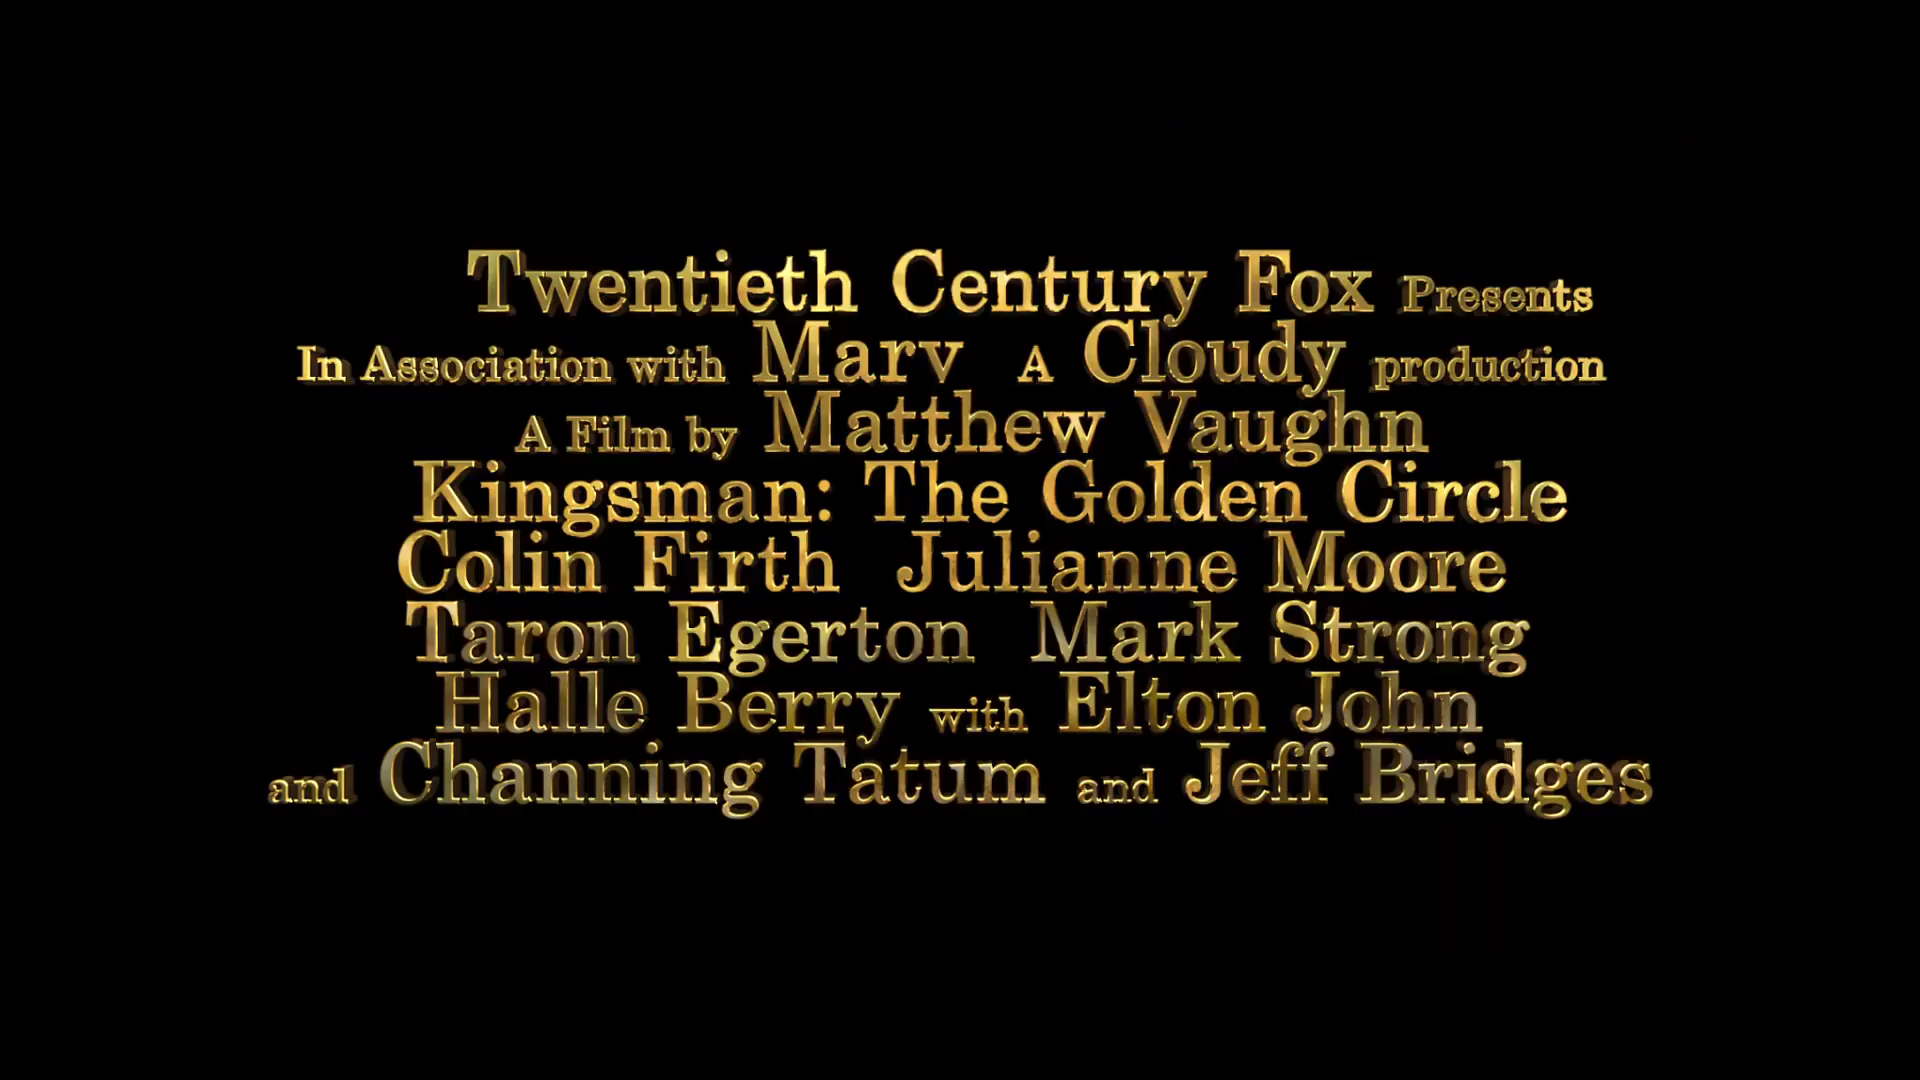 Twentieth Century Fox Presents
In Association with Marv A Cloudy production
A Film by Matthew Vaughn
Kingsman: The Golden Circle
Colin Firth Julianne Moore
Taron Egerton Mark Strong
Halle Berry with Elton John
and Channing Tatum and Jeff Bridges